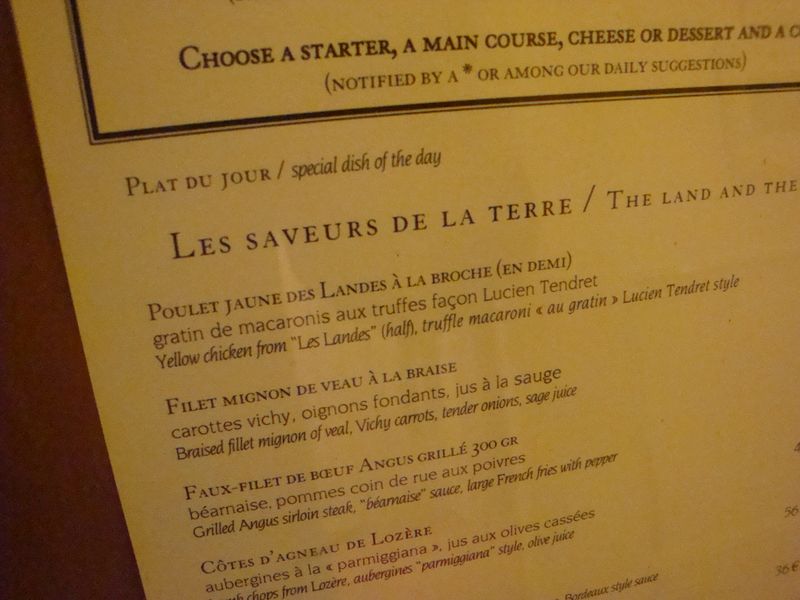 CHOOSE A STARTER, A MAIN COURSE, CHEESE OR DESSERT AND A
(NOTIFIED BY A * OR AMONG OUR DAILY SUGGESTIONS)
PLAT DU JOUR / special dish of the day
LES SAVEURS DE LA TERRE / THE LAND AND THE
POULET JAUNE DES LANDES À LA BROCHE (EN DEMI)
gratin de macaronis aux truffes façon Lucien Tendret
Yellow chicken from "Les Landes" (half), truffle macaroni « au gratin » Lucien Tendret style
FILET MIGNON DE VEAU À LA BRAISE
carottes vichy, oignons fondants, jus à la sauge
Braised fillet mignon of veal, Vichy carrots, tender onions, sage juice
FAUX-FILET DE BŒUF ANGUS GRILLÉ 300 GR
béarnaise, pommes coin de rue aux poivres
Grilled Angus sirloin steak, "béarnaise" sauce, large French fries with pepper
CÔTES D'AGNEAU DE LOZÈRE
aubergines à la « parmiggiana », jus aux olives cassées
chops from Lozère, aubergines "parmiggiana" style, olive juice
56
36 €
Bordeaux style sauce